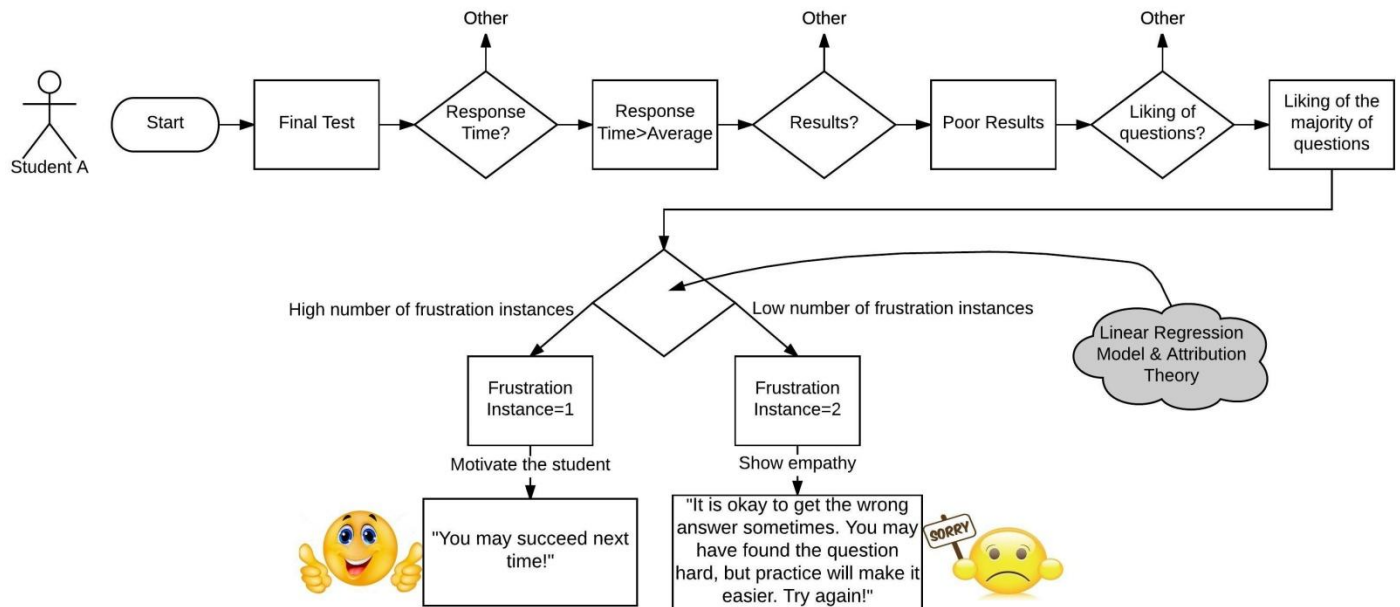 Other
Other
Other
Student A
Start
Final Test
Response
Time?
Response
Time>Average
Results?
Poor Results
Liking of
questions?
Liking of the
majority of
questions
High number of frustration instances
Low number of frustration instances
Linear Regression
Model & Attribution
Theory
Frustration
Instance=1
Frustration
Instance=2
Motivate the student
Show empathy
"You may succeed next
time!"
"It is okay to get the wrong
answer sometimes. You may
have found the question
hard, but practice will make it
easier. Try again!"
SORRY